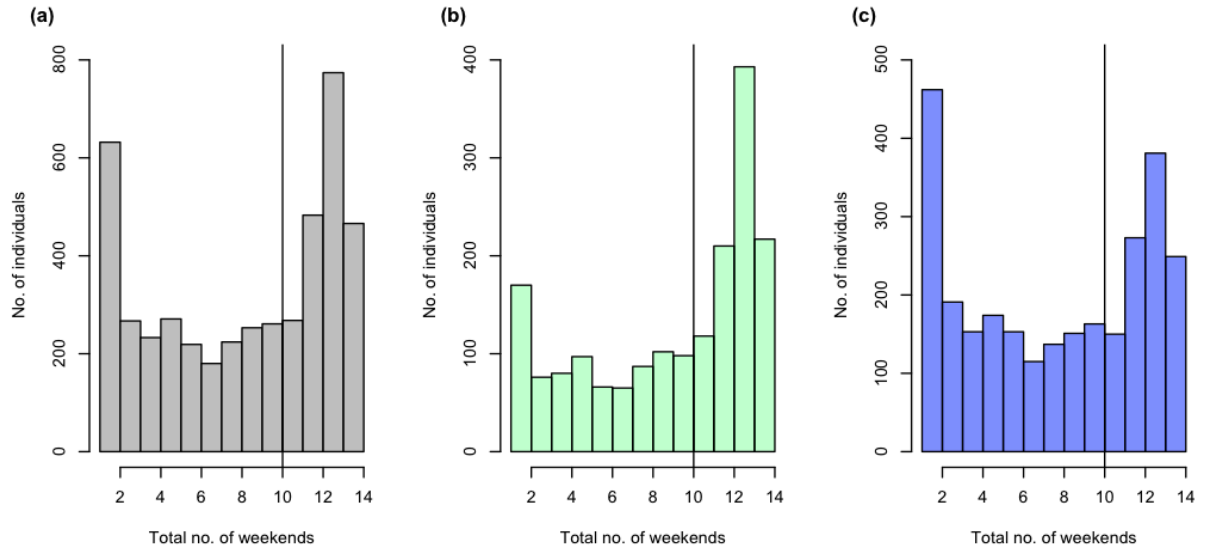 (a)
No. of individuals
0 200 400 600 800
2 4 6 8 10 12 14
Total no. of weekends
(b)
No. of individuals
0 100 200 300 400
2 4 6 8 10 12 14
Total no. of weekends
(c)
No. of individuals
0 100 200 300 400 500
2 4 6 8 10 12 14
Total no. of weekends